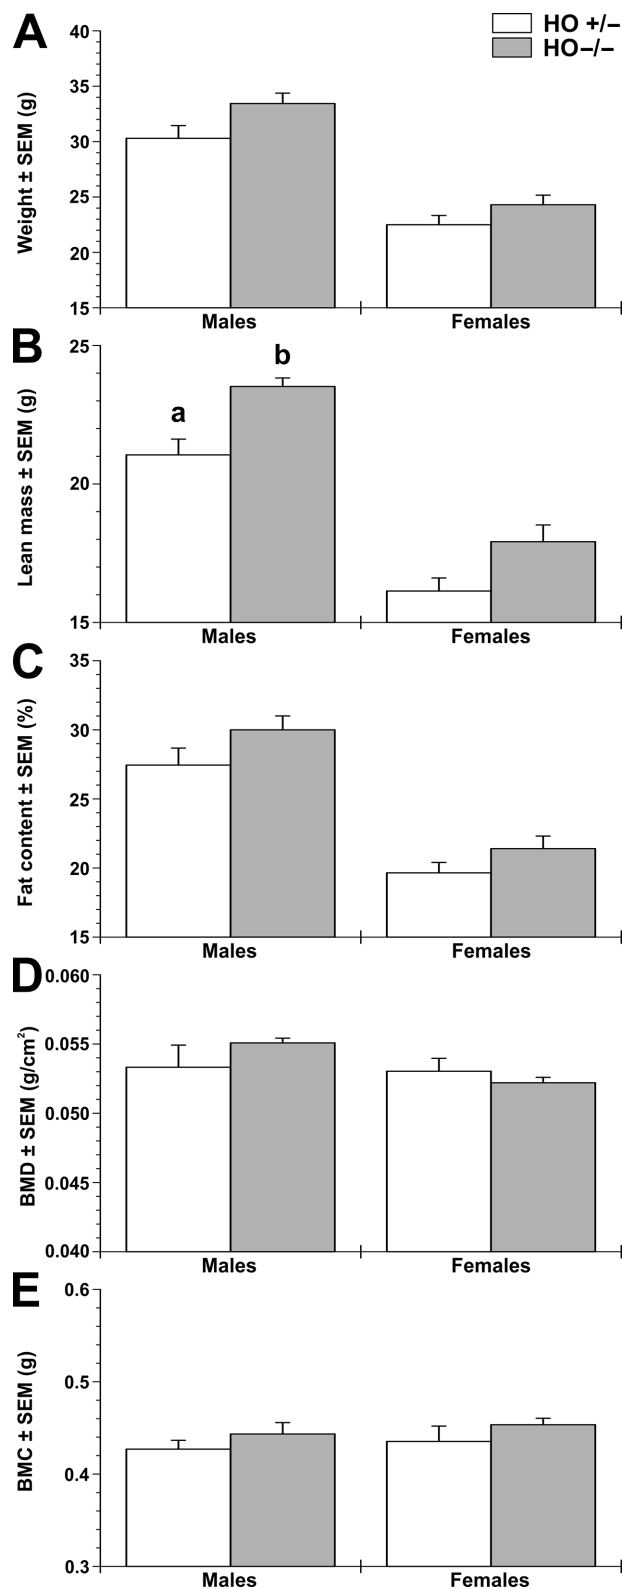 A
HO +/–
HO–/–
Weight ± SEM (g)
40
35
30
25
20
15
Males
Females
B
Lean mass ± SEM (g)
25
20
15
a
b
Males
Females
C
Fat content ± SEM (%)
35
30
25
20
15
Males
Females
D
BMD ± SEM (g/cm²)
0.060
0.055
0.050
0.045
0.040
Males
Females
E
BMC ± SEM (g)
0.6
0.5
0.4
0.3
Males
Females